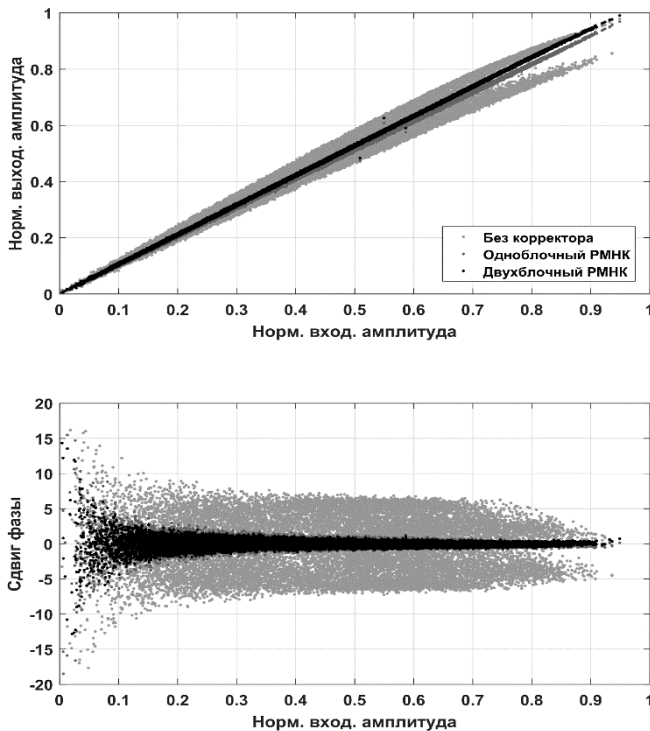 1
0.8
0.6
0.4
0.2
0
Норм. выход. амплитуда
Без корректора
Одноблочный РМНК
Двухблочный РМНК
0 0.1 0.2 0.3 0.4 0.5 0.6 0.7 0.8 0.9 1
Норм. вход. амплитуда
20
15
10
5
0
-5
-10
-15
-20
Сдвиг фазы
0 0.1 0.2 0.3 0.4 0.5 0.6 0.7 0.8 0.9 1
Норм. вход. амплитуда